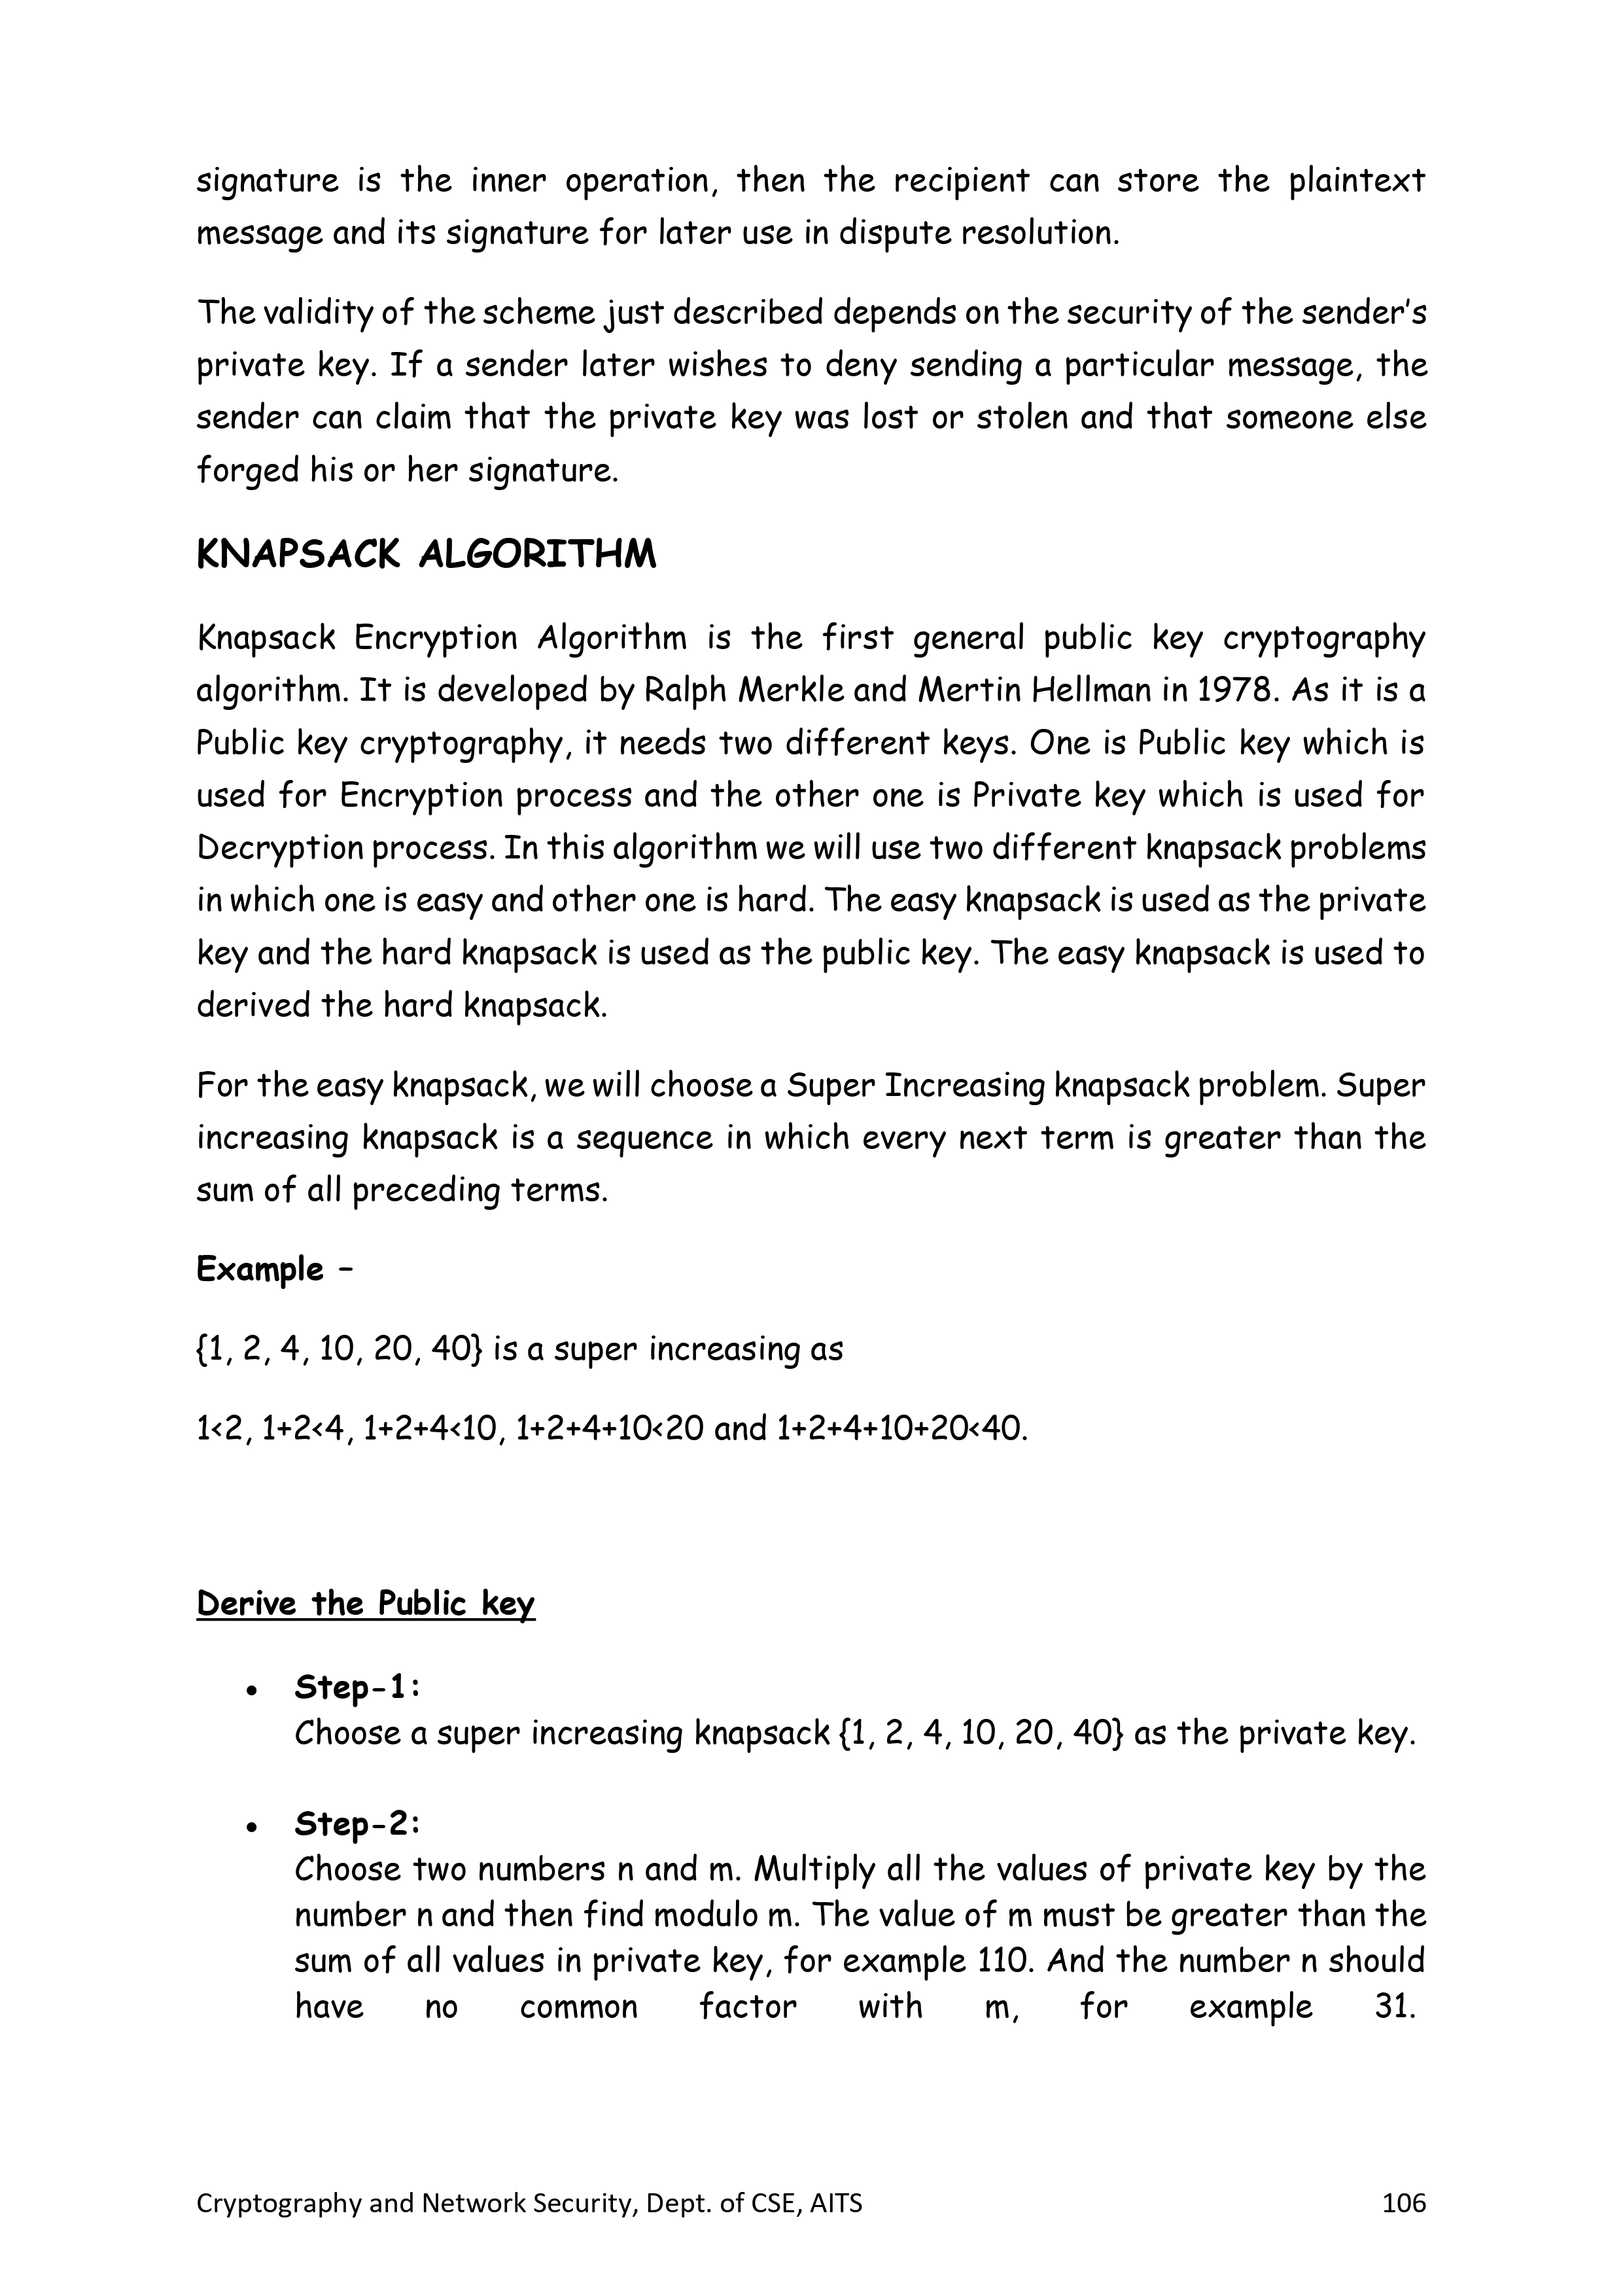 signature is the inner operation, then the recipient can store the plaintext
message and its signature for later use in dispute resolution.
The validity of the scheme just described depends on the security of the sender's
private key. If a sender later wishes to deny sending a particular message, the
sender can claim that the private key was lost or stolen and that someone else
forged his or her signature.
KNAPSACK ALGORITHM
Knapsack Encryption Algorithm is the first general public key cryptography
algorithm. It is developed by Ralph Merkle and Mertin Hellman in 1978. As it is a
Public key cryptography, it needs two different keys. One is Public key which is
used for Encryption process and the other one is Private key which is used for
Decryption process. In this algorithm we will use two different knapsack problems
in which one is easy and other one is hard. The easy knapsack is used as the private
key and the hard knapsack is used as the public key. The easy knapsack is used to
derived the hard knapsack.
For the easy knapsack, we will choose a Super Increasing knapsack problem. Super
increasing knapsack is a sequence in which every next term is greater than the
sum of all preceding terms.
Example –
{1, 2, 4, 10, 20, 40} is a super increasing as
1<2, 1+2<4, 1+2+4<10, 1+2+4+10<20 and 1+2+4+10+20<40.
Derive the Public key
• Step-1:
Choose a super increasing knapsack {1, 2, 4, 10, 20, 40} as the private key.
• Step-2:
Choose two numbers n and m. Multiply all the values of private key by the
number n and then find modulo m. The value of m must be greater than the
sum of all values in private key, for example 110. And the number n should
have no common factor with m, for example 31.
Cryptography and Network Security, Dept. of CSE, AITS 106